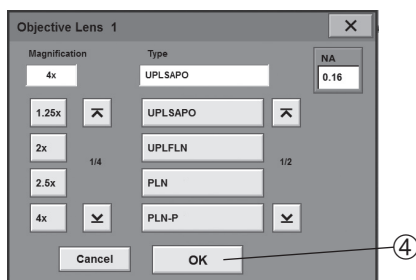 Objective Lens 1
Magnification Type NA
4x UPLSAPO 0.16
1.25x UPLSAPO
2x UPLFLN
1/4 1/2
2.5x PLN
4x PLN-P
Cancel OK
④